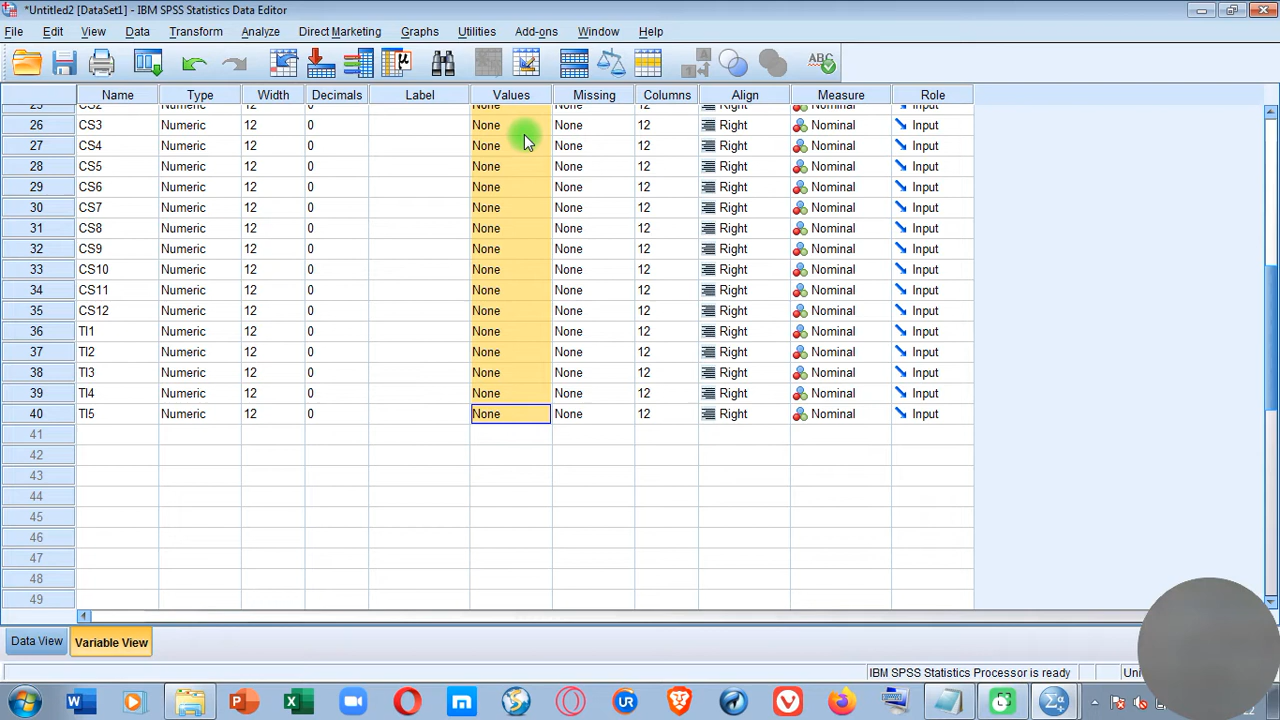 *Untitled2 [DataSet1] - IBM SPSS Statistics Data Editor
File Edit View Data Transform Analyze Direct Marketing Graphs Utilities Add-ons Window Help
Name Type Width Decimals Label Values Missing Columns Align Measure Role
25 CS2 Numeric 12 0 None None 12 Right Nominal Input
26 CS3 Numeric 12 0 None None 12 Right Nominal Input
27 CS4 Numeric 12 0 None None 12 Right Nominal Input
28 CS5 Numeric 12 0 None None 12 Right Nominal Input
29 CS6 Numeric 12 0 None None 12 Right Nominal Input
30 CS7 Numeric 12 0 None None 12 Right Nominal Input
31 CS8 Numeric 12 0 None None 12 Right Nominal Input
32 CS9 Numeric 12 0 None None 12 Right Nominal Input
33 CS10 Numeric 12 0 None None 12 Right Nominal Input
34 CS11 Numeric 12 0 None None 12 Right Nominal Input
35 CS12 Numeric 12 0 None None 12 Right Nominal Input
36 TI1 Numeric 12 0 None None 12 Right Nominal Input
37 TI2 Numeric 12 0 None None 12 Right Nominal Input
38 TI3 Numeric 12 0 None None 12 Right Nominal Input
39 TI4 Numeric 12 0 None None 12 Right Nominal Input
40 TI5 Numeric 12 0 None None 12 Right Nominal Input
41
42
43
44
45
46
47
48
49
Data View Variable View
IBM SPSS Statistics Processor is ready